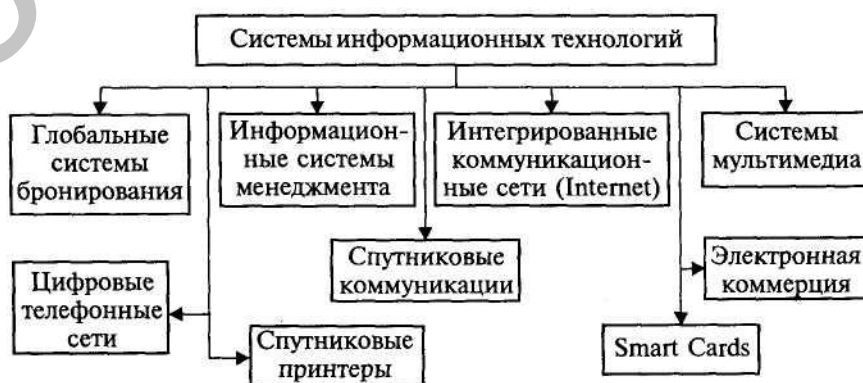 Системы информационных технологий
Глобальные
системы
бронирования
Информацион-
ные системы
менеджмента
Интегрированные
коммуникацион-
ные сети (Internet)
Системы
мультимедиа
Спутниковые
коммуникации
Электронная
коммерция
Цифровые
телефонные
сети
Спутниковые
принтеры
Smart Cards